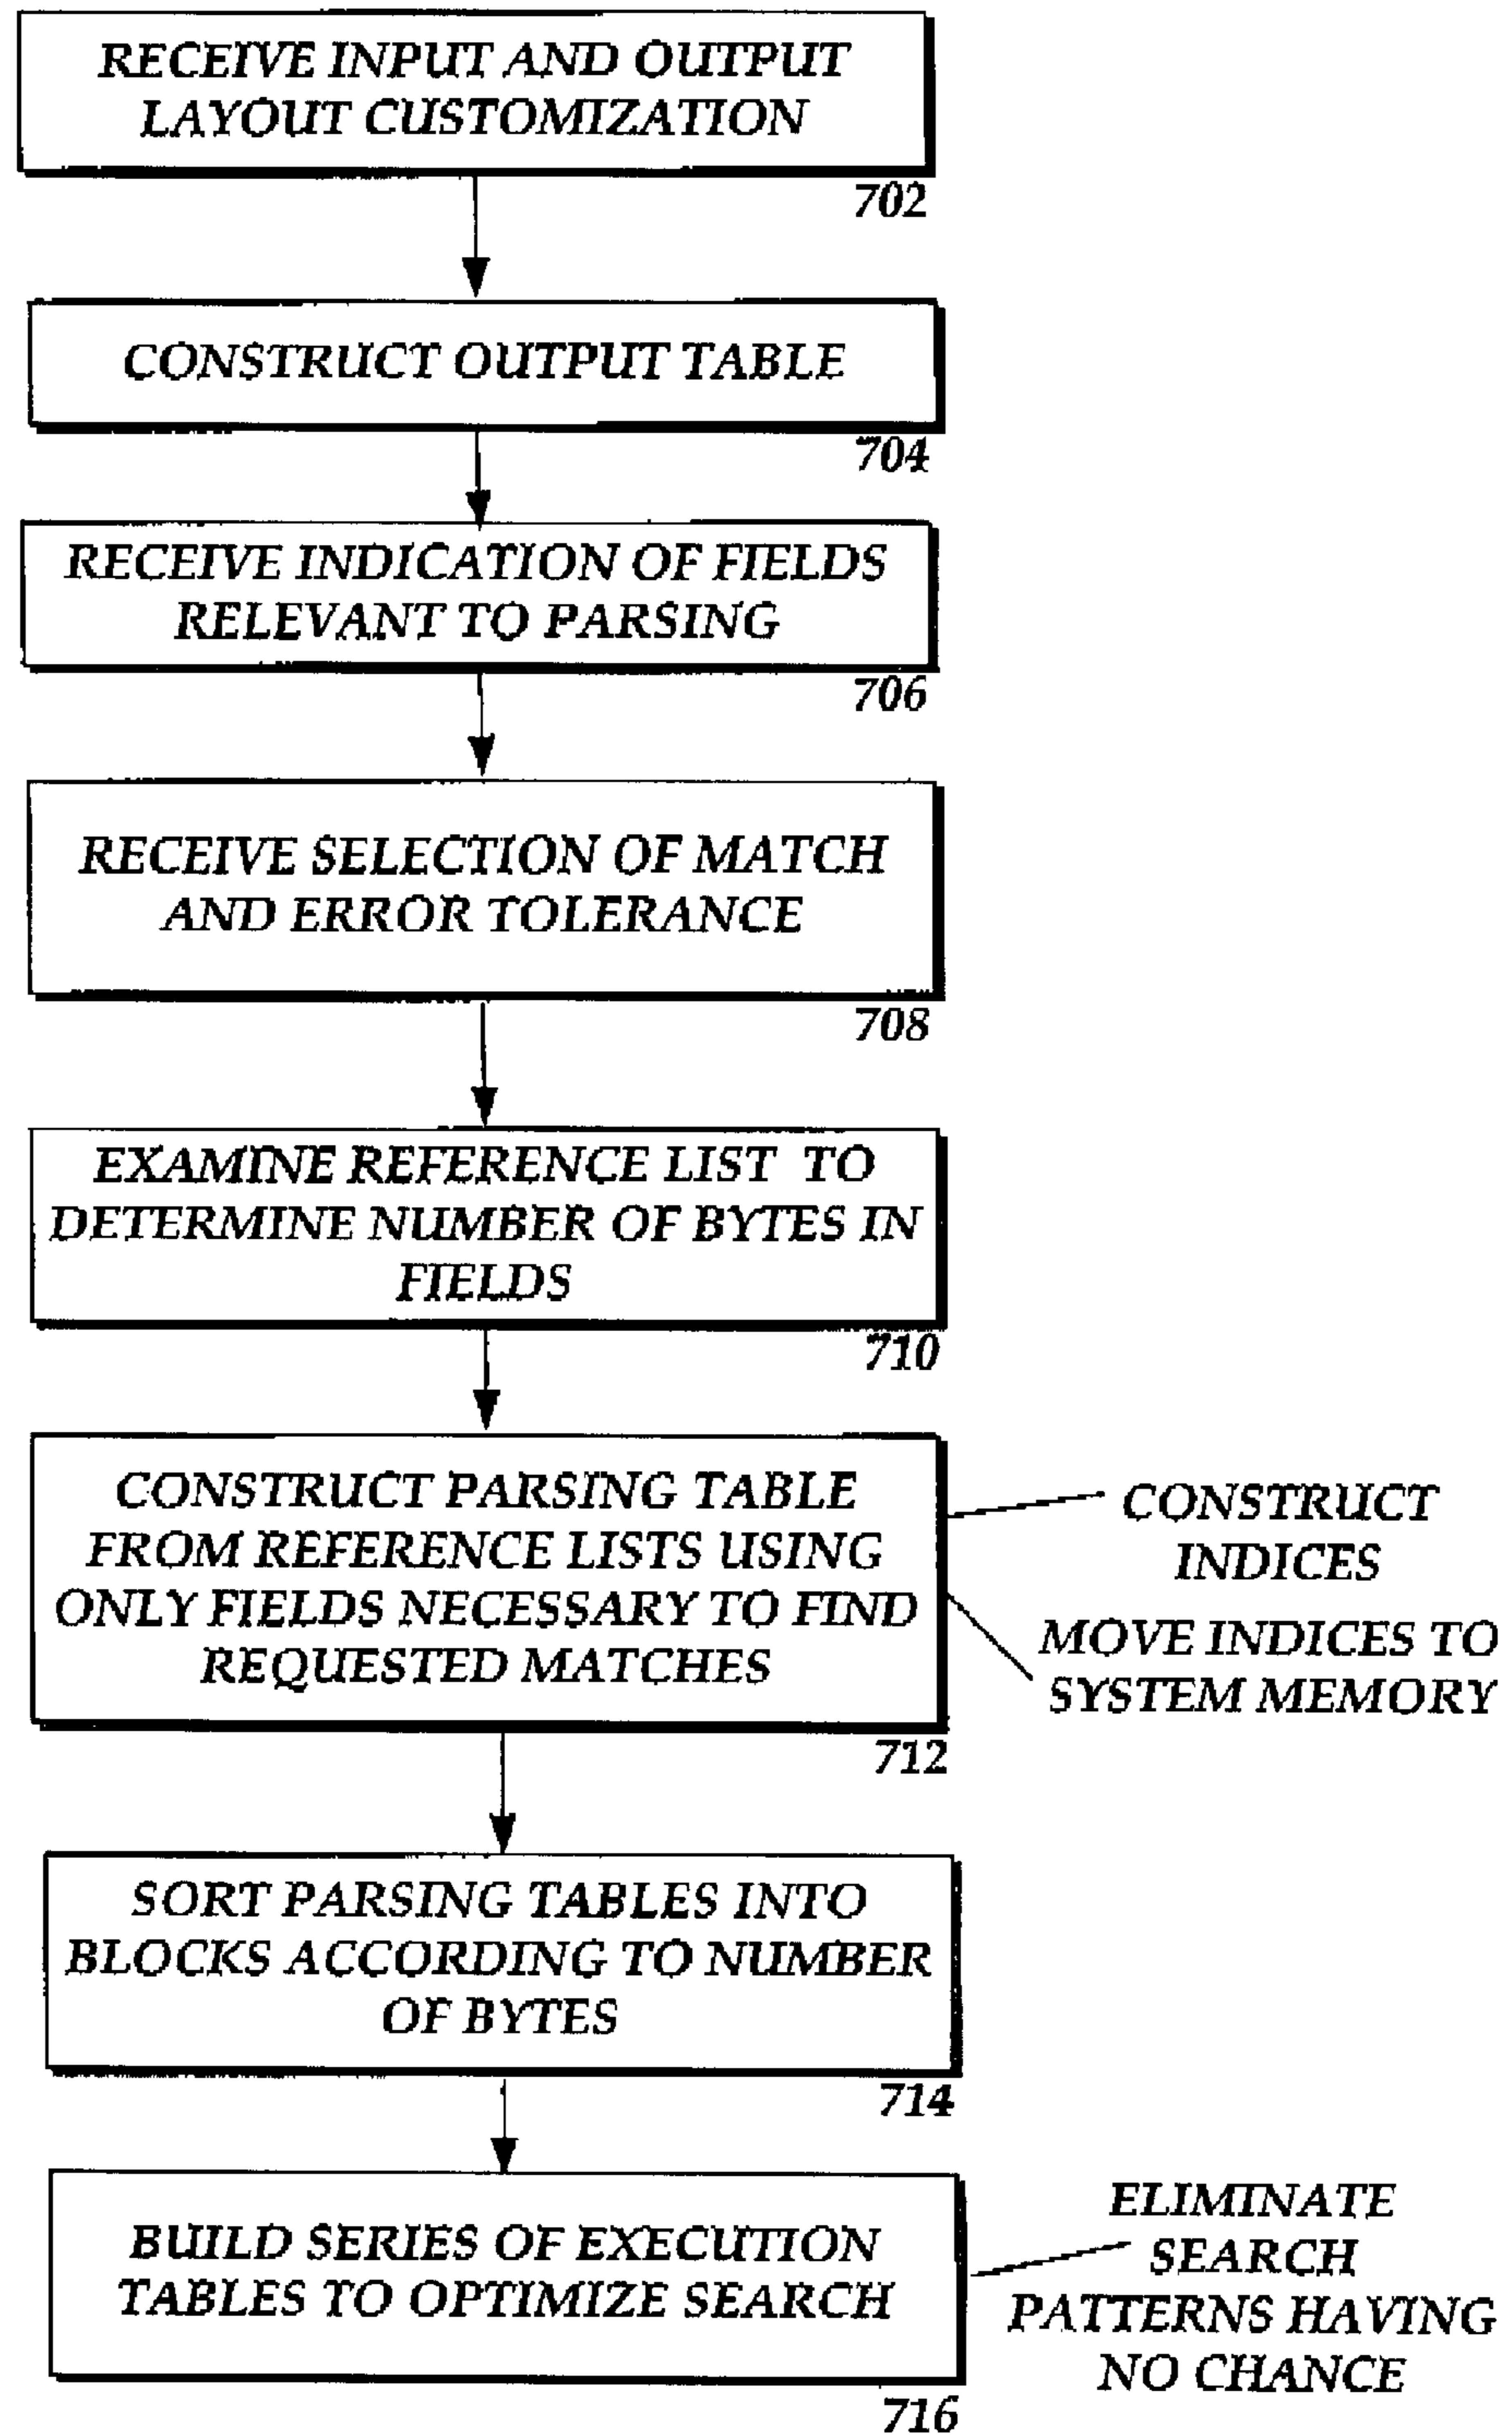 RECEIVE INPUT AND OUTPUT
LAYOUT CUSTOMIZATION
702
CONSTRUCT OUTPUT TABLE
704
RECEIVE INDICATION OF FIELDS
RELEVANT TO PARSING
706
RECEIVE SELECTION OF MATCH
AND ERROR TOLERANCE
708
EXAMINE REFERENCE LIST TO
DETERMINE NUMBER OF BYTES IN
FIELDS
710
CONSTRUCT PARSING TABLE
FROM REFERENCE LISTS USING
ONLY FIELDS NECESSARY TO FIND
REQUESTED MATCHES
712
CONSTRUCT
INDICES
MOVE INDICES TO
SYSTEM MEMORY
SORT PARSING TABLES INTO
BLOCKS ACCORDING TO NUMBER
OF BYTES
714
BUILD SERIES OF EXECUTION
TABLES TO OPTIMIZE SEARCH
716
ELIMINATE
SEARCH
PATTERNS HAVING
NO CHANCE